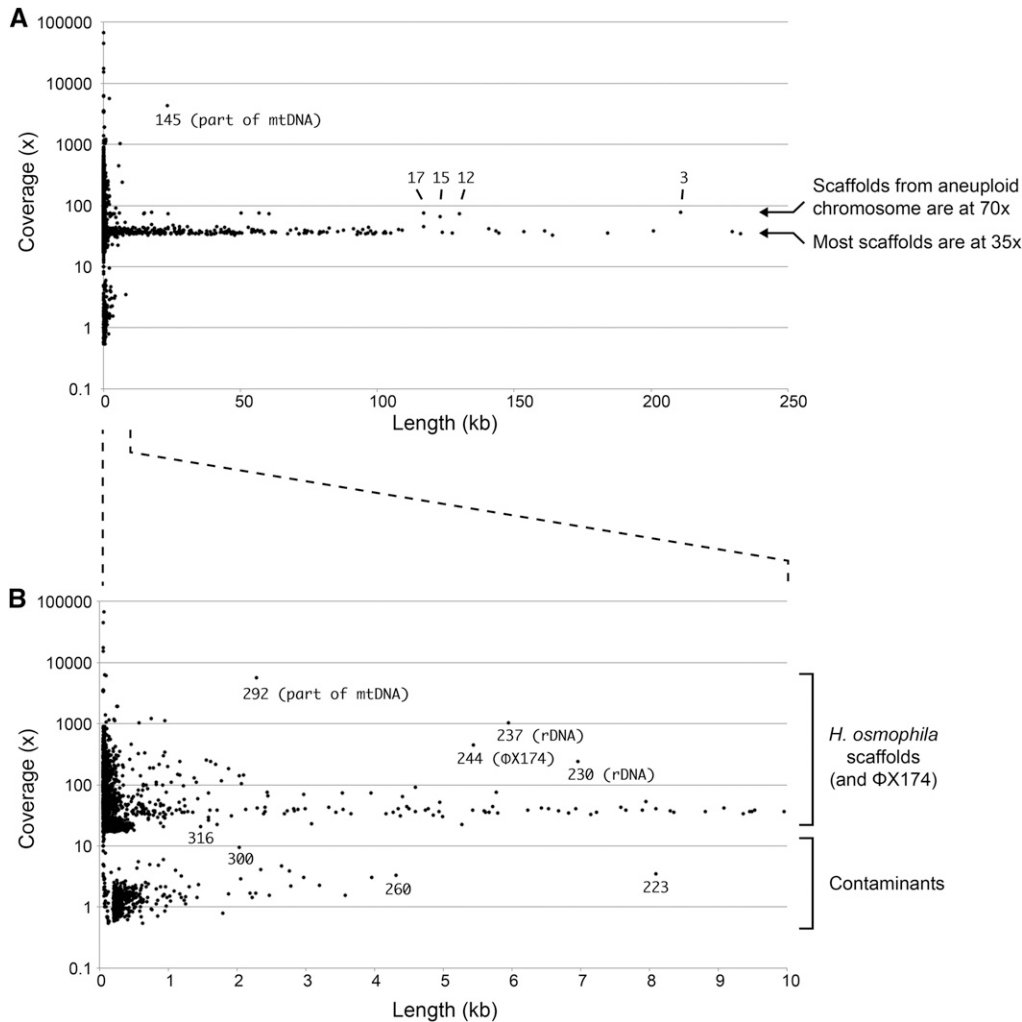 A
100000
10000
1000
100
10
1
0.1
Coverage (x)
145 (part of mtDNA)
17 15 12 3
Scaffolds from aneuploid
chromosome are at 70x
Most scaffolds are at 35x
0 50 100 150 200 250
Length (kb)
B
100000
10000
1000
100
10
1
0.1
Coverage (x)
292 (part of mtDNA)
237 (rDNA)
244 (ΦX174)
230 (rDNA)
316
300
260
223
H. osmophila
scaffolds
(and ΦX174)
Contaminants
0 1 2 3 4 5 6 7 8 9 10
Length (kb)